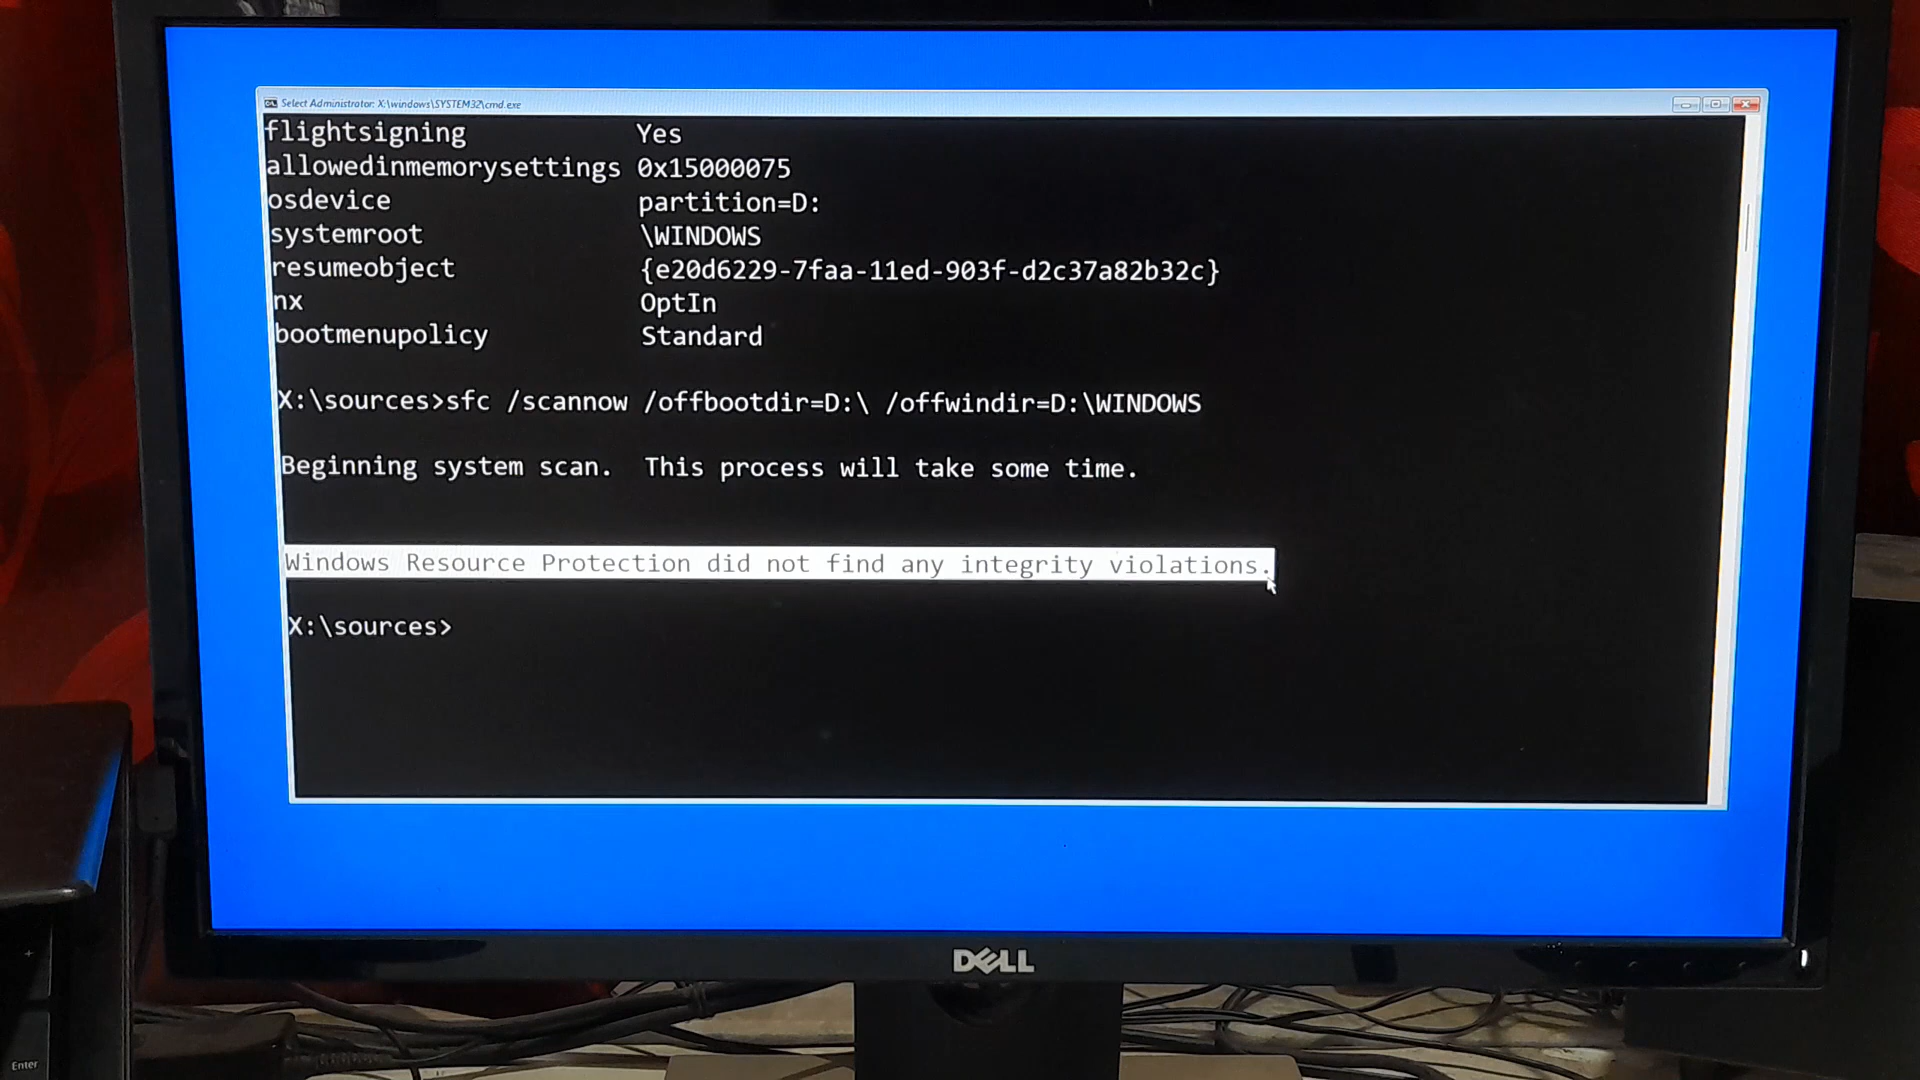 Select Administrator: X:\windows\SYSTEM32\cmd.exe
flightsigning Yes
allowedinmemorysettings 0x15000075
osdevice partition=D:
systemroot \WINDOWS
resumeobject {e20d6229-7faa-11ed-903f-d2c37a82b32c}
nx OptIn
bootmenupolicy Standard
X:\sources>sfc /scannow /offbootdir=D:\ /offwindir=D:\WINDOWS
Beginning system scan. This process will take some time.
Windows Resource Protection did not find any integrity violations.
X:\sources>
DELL
+
Enter